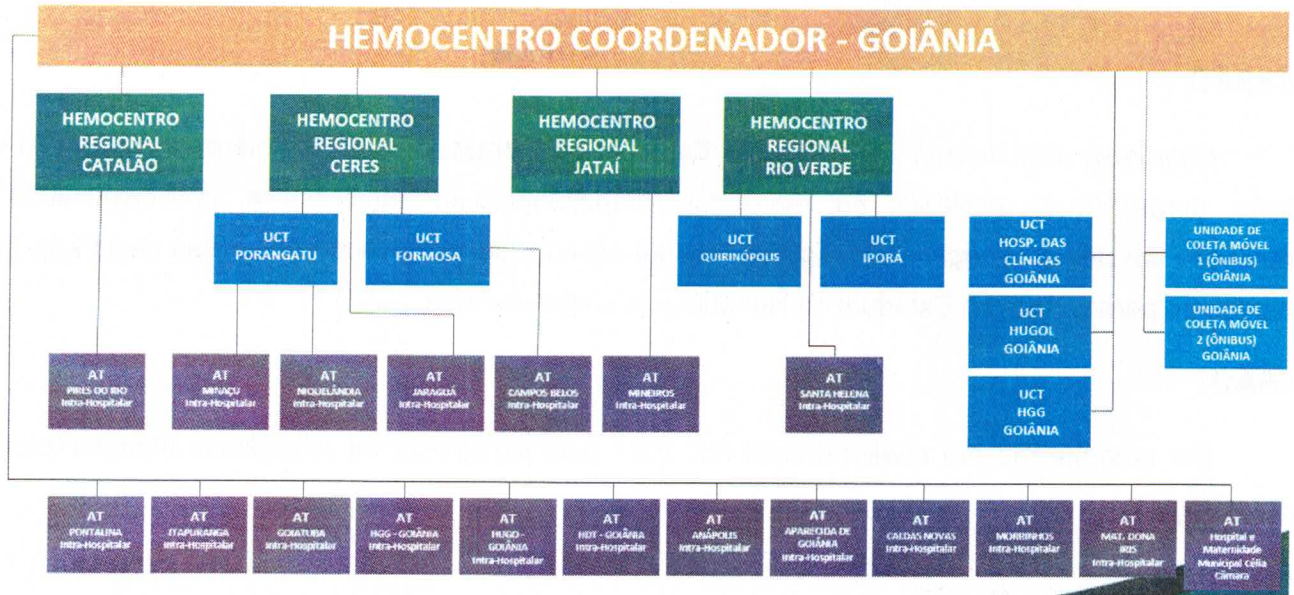 HEMOCENTRO COORDENADOR - GOIÂNIA
HEMOCENTRO
REGIONAL
CATALÃO
HEMOCENTRO
REGIONAL
CERES
HEMOCENTRO
REGIONAL
JATAÍ
HEMOCENTRO
REGIONAL
RIO VERDE
UCT
PORANGATU
UCT
FORMOSA
UCT
QUIRINÓPOLIS
UCT
IPORÁ
UCT
HOSP. DAS
CLÍNICAS
GOIÂNIA
UNIDADE DE
COLETA MÓVEL
1 (ÔNIBUS)
GOIÂNIA
UCT
HUGOL
GOIÂNIA
UNIDADE DE
COLETA MÓVEL
2 (ÔNIBUS)
GOIÂNIA
UCT
HGG
GOIÂNIA
AT
PIRES DO RIO
Intra-Hospitalar
AT
MINAÇU
Intra-Hospitalar
AT
NIQUELÂNDIA
Intra-Hospitalar
AT
JARAGUÁ
Intra-Hospitalar
AT
CAMPOS BELOS
Intra-Hospitalar
AT
MINEIROS
Intra-Hospitalar
AT
SANTA HELENA
Intra-Hospitalar
AT
PONTALINA
Intra-Hospitalar
AT
ITAPURANGA
Intra-Hospitalar
AT
GOIATUBA
Intra-Hospitalar
AT
HGG - GOIÂNIA
Intra-Hospitalar
AT
HUGO -
GOIÂNIA
Intra-Hospitalar
AT
HDT - GOIÂNIA
Intra-Hospitalar
AT
ANÁPOLIS
Intra-Hospitalar
AT
APARECIDA DE
GOIÂNIA
Intra-Hospitalar
AT
CALDAS NOVAS
Intra-Hospitalar
AT
MORRINHOS
Intra-Hospitalar
AT
MAT. DONA
IRIS
Intra-Hospitalar
AT
Hospital e
Maternidade
Municipal Célia
Câmara